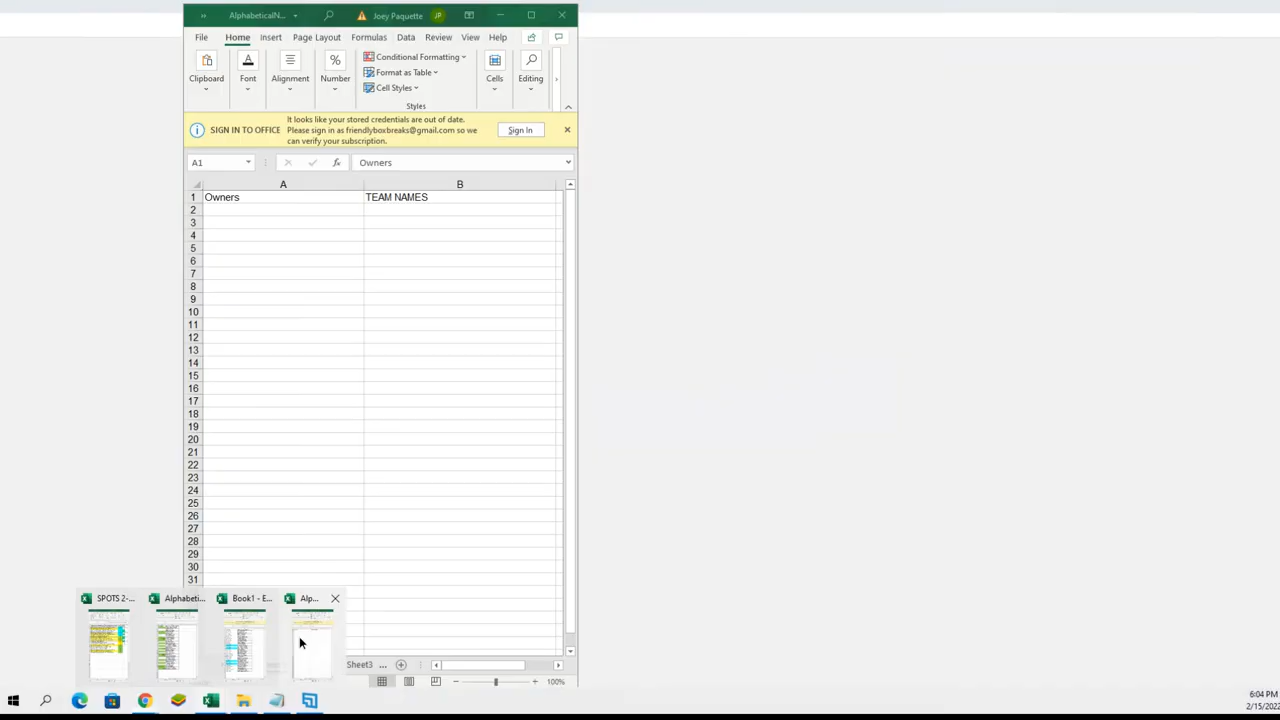 AlphabeticalN...
Joey Paquette
JP
File
Home
Insert
Page Layout
Formulas
Data
Review
View
Help
Clipboard
Font
Alignment
%
Number
Conditional Formatting
Format as Table
Cell Styles
Styles
Cells
Editing
SIGN IN TO OFFICE
It looks like your stored credentials are out of date.
Please sign in as friendlyboxbreaks@gmail.com so we
can verify your subscription.
Sign In
A1
fx
Owners
A
B
1
Owners
TEAM NAMES
2
3
4
5
6
7
8
9
10
11
12
13
14
15
16
17
18
19
20
21
22
23
24
25
26
27
28
29
30
31
SPOTS 2-...
Alphabeti...
Book1 - E...
Alp...
Sheet3
...
100%
6:04 PM
2/15/2022